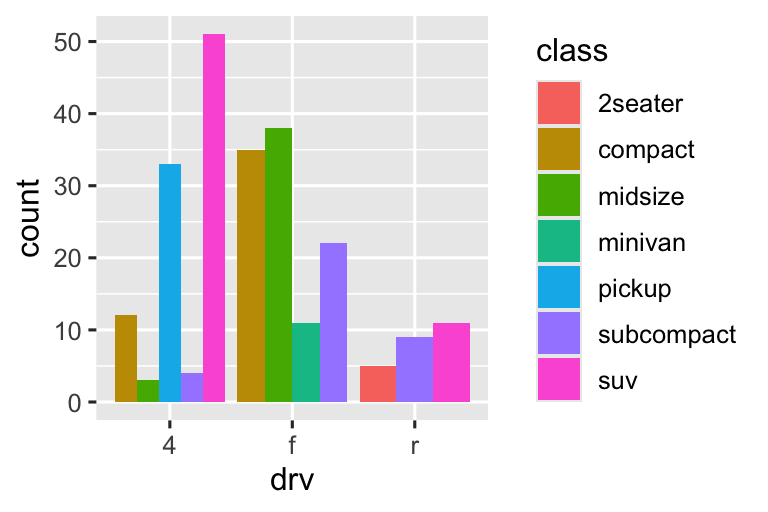 count
50
40
30
20
10
0
4 f r
drv
class
2seater
compact
midsize
minivan
pickup
subcompact
suv